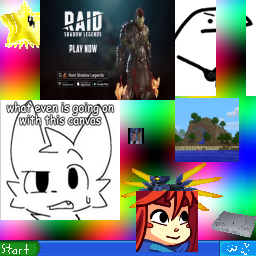 RAID
SHADOW LEGENDS
PLAY NOW
Raid Shadow Legends
what even is going on
with this canvas
Start